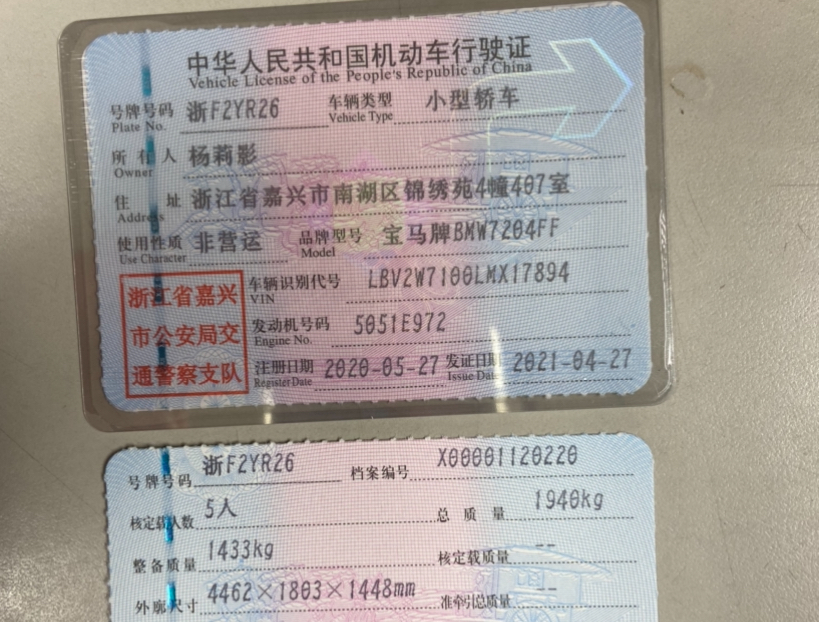 中华人民共和国机动车行驶证
Vehicle License of the People's Republic of China
号牌号码 浙F2YR26 车辆类型 小型轿车
Plate No. Vehicle Type
所有人 杨莉影
Owner
住址 浙江省嘉兴市南湖区锦绣苑4幢407室
Address
使用性质 非营运 品牌型号 宝马牌BMW7204FF
Use Character Model
浙江省嘉兴
市公安局交
通警察支队
车辆识别代号 LBV2W7100LMX17894
VIN
发动机号码 5051E972
Engine No.
注册日期 2020-05-27 发证日期 2021-04-27
Register Date Issue Date
号牌号码 浙F2YR26 档案编号 X00001120220
核定载人数 5人 总质量 1940kg
整备质量 1433kg 核定载质量 --
外廓尺寸 4462×1803×1448mm 准牵引总质量 --